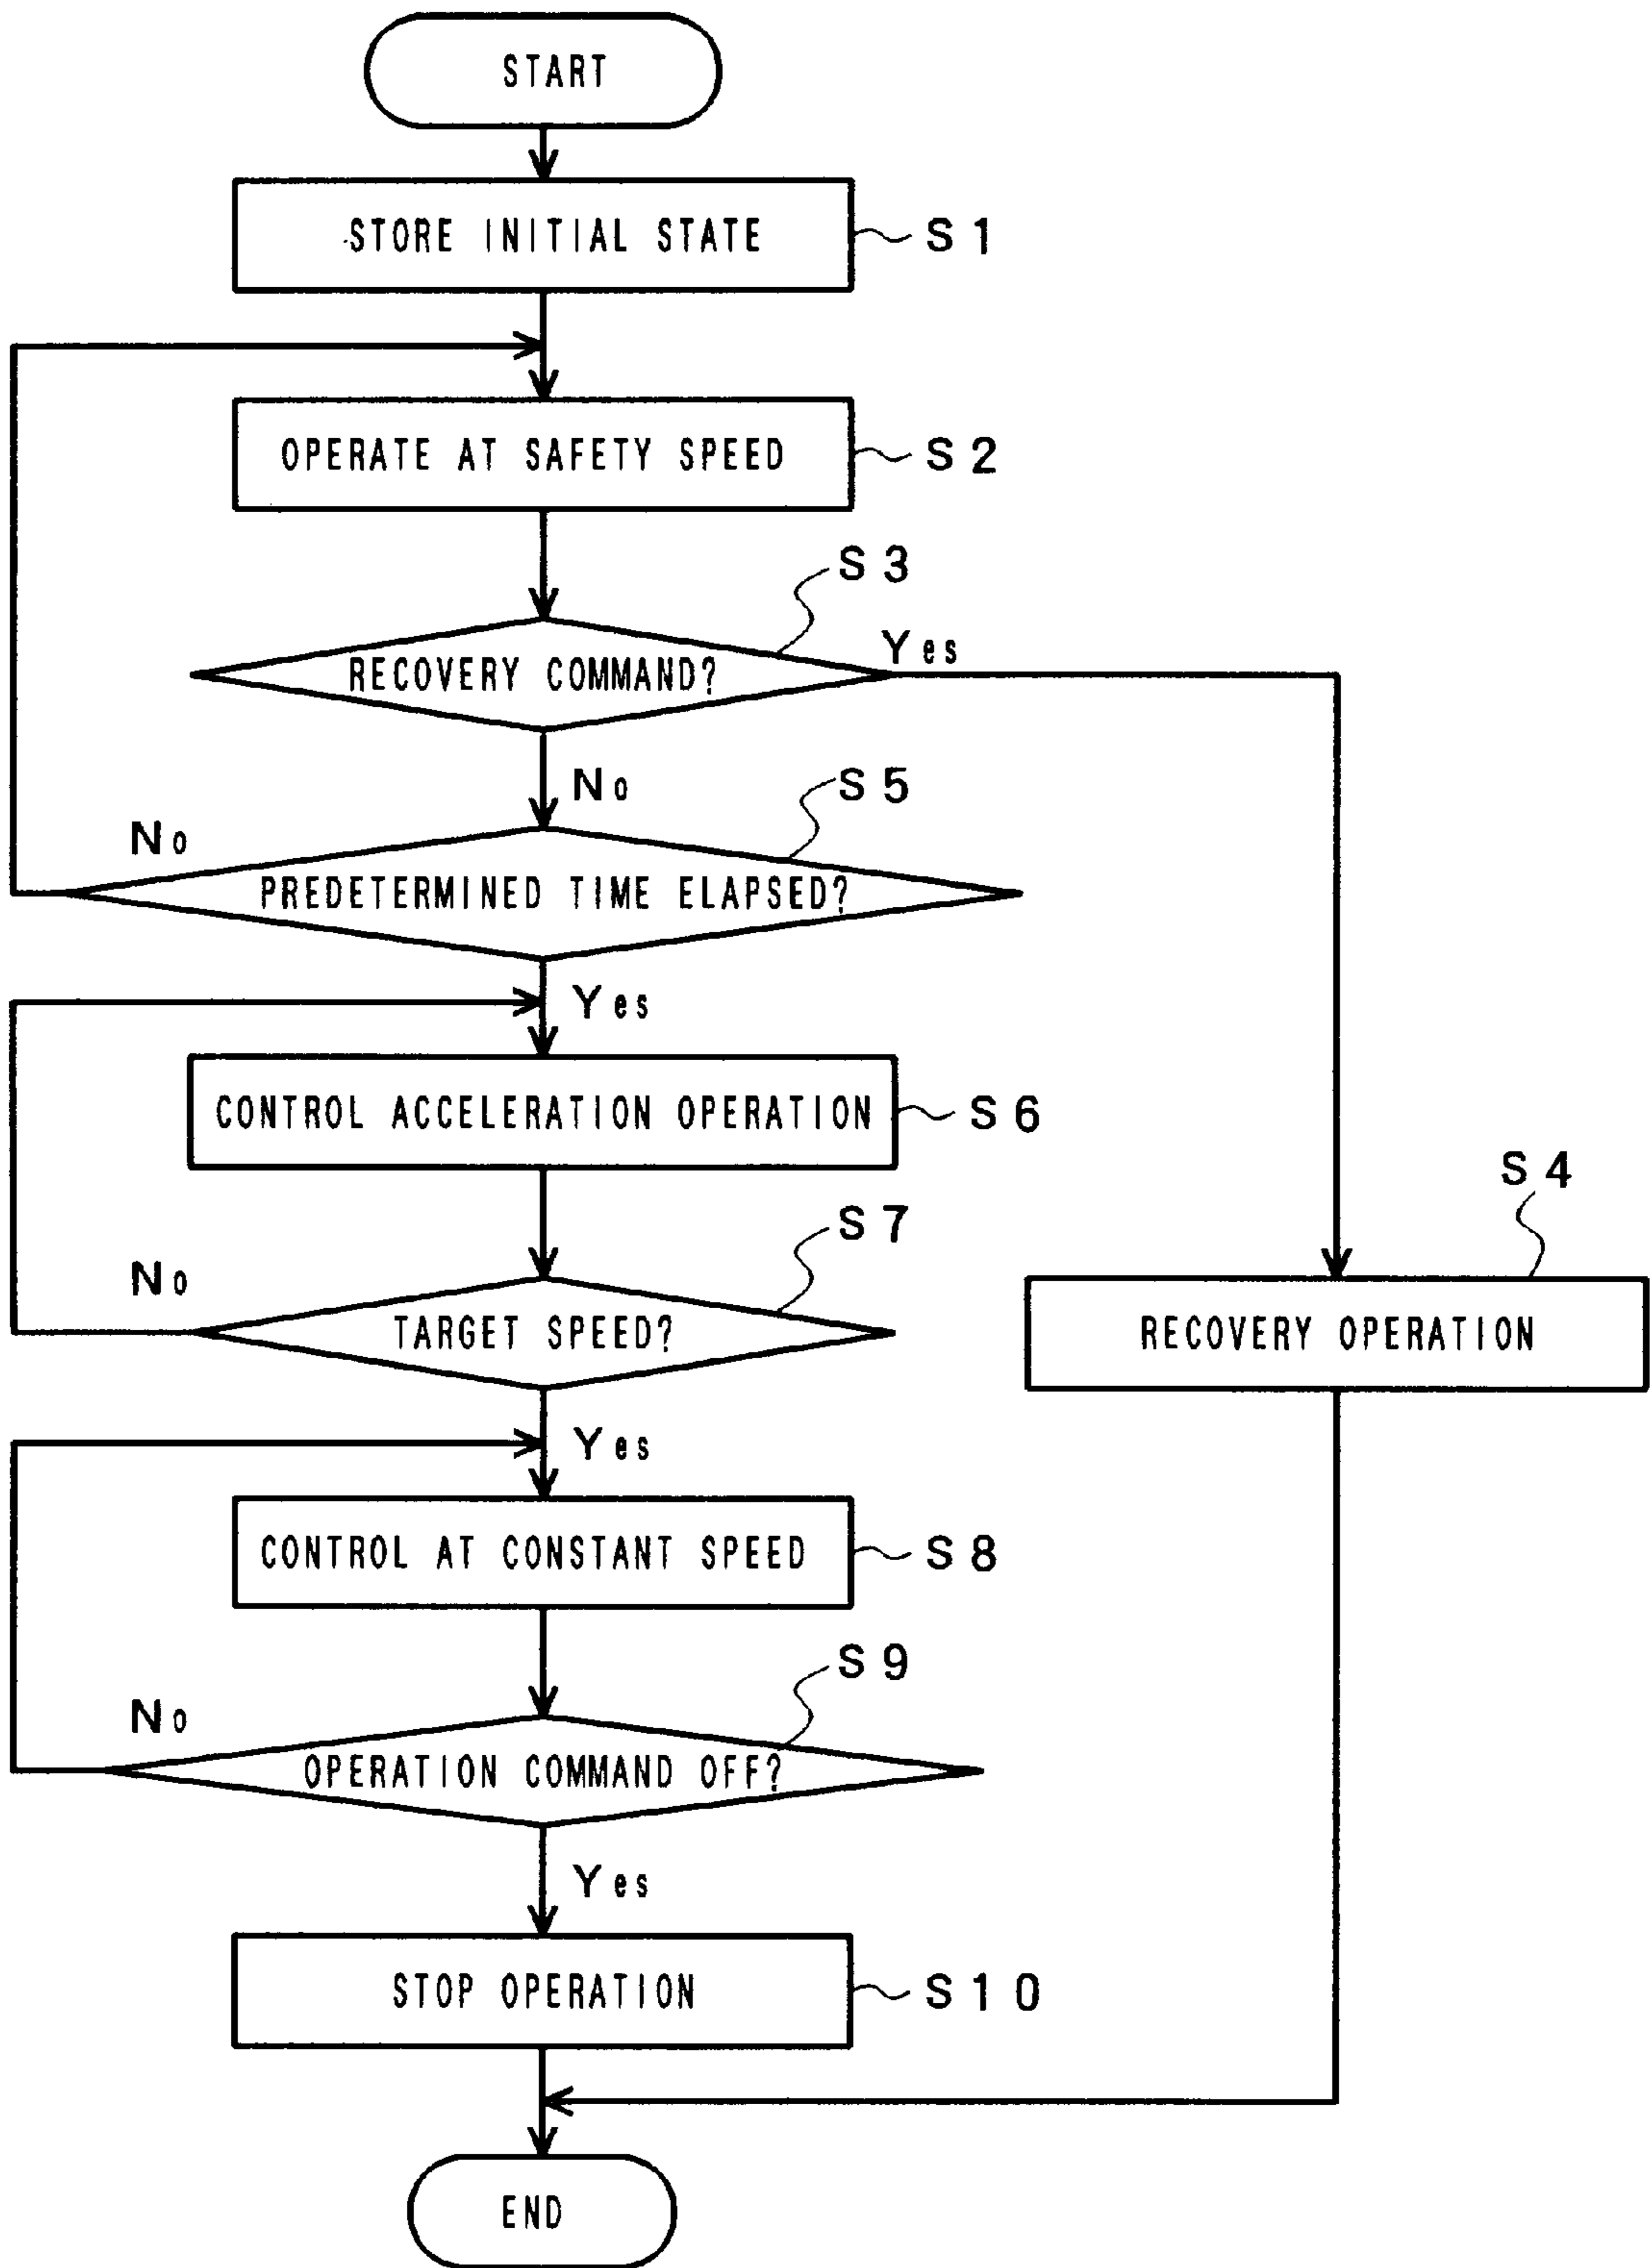 START
STORE INITIAL STATE
S1
OPERATE AT SAFETY SPEED
S2
S3
RECOVERY COMMAND?
Yes
No
S5
No
PREDETERMINED TIME ELAPSED?
Yes
CONTROL ACCELERATION OPERATION
S6
S4
S7
No
TARGET SPEED?
RECOVERY OPERATION
Yes
CONTROL AT CONSTANT SPEED
S8
S9
No
OPERATION COMMAND OFF?
Yes
STOP OPERATION
S10
END